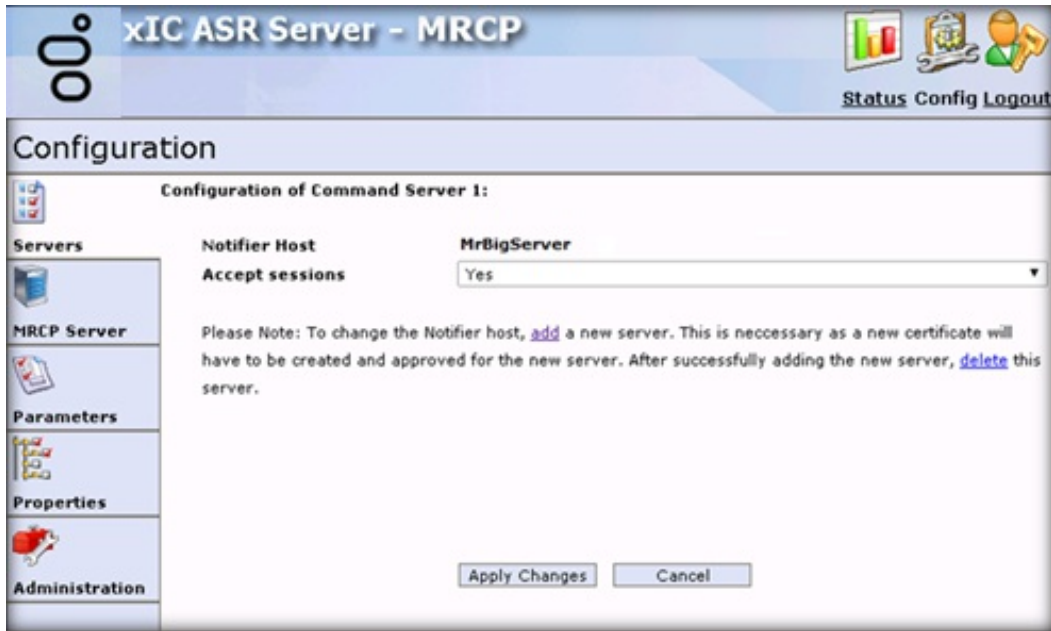 xIC ASR Server - MRCP
Status Config Logout
Configuration
Configuration of Command Server 1:
Servers
Notifier Host MrBigServer
Accept sessions Yes
MRCP Server
Please Note: To change the Notifier host, add a new server. This is neccessary as a new certificate will
have to be created and approved for the new server. After successfully adding the new server, delete this
server.
Parameters
Properties
Administration
Apply Changes Cancel